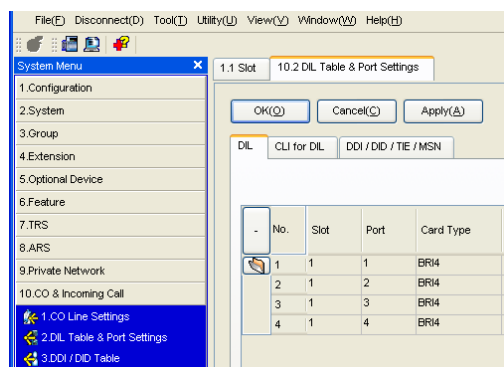 File(F) Disconnect(D) Tool(T) Utility(U) View(V) Window(W) Help(H)
System Menu X
1.1 Slot 10.2 DIL Table & Port Settings
1.Configuration
2.System
3.Group
4.Extension
5.Optional Device
6.Feature
7.TRS
8.ARS
9.Private Network
10.CO & Incoming Call
1.CO Line Settings
2.DIL Table & Port Settings
3.DDI / DID Table
OK(O) Cancel(C) Apply(A)
DIL CLI for DIL DDI / DID / TIE / MSN
- No. Slot Port Card Type
1 1 1 BRI4
2 1 2 BRI4
3 1 3 BRI4
4 1 4 BRI4